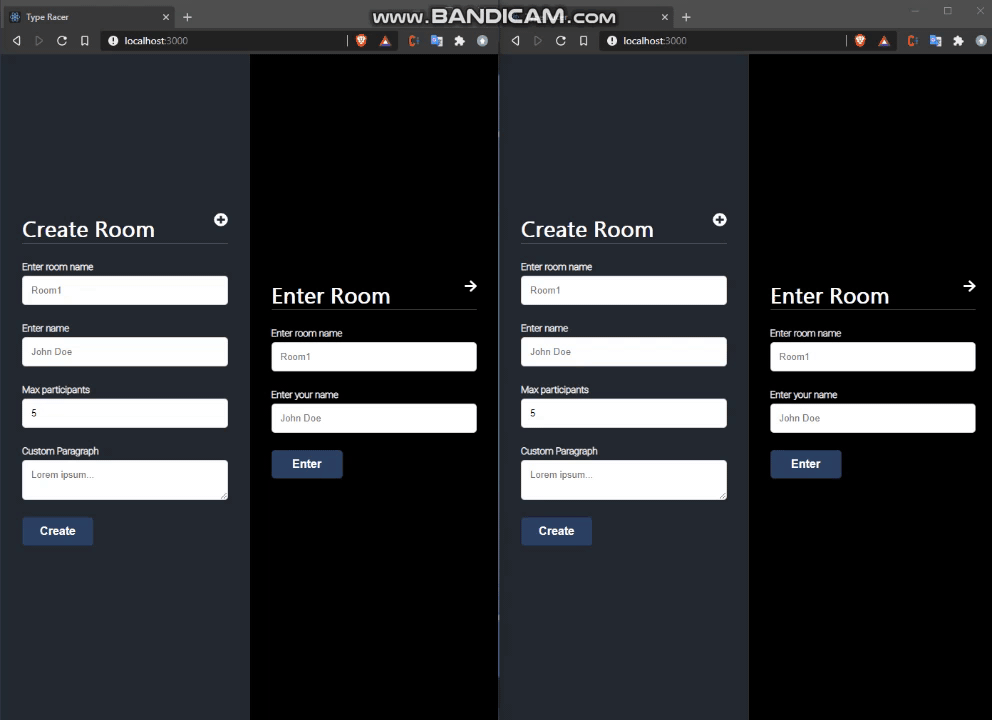 Type Racer
www.BANDICAM.com
localhost:3000
localhost:3000
Create Room
Enter room name
Room1
Enter name
John Doe
Max participants
5
Custom Paragraph
Lorem ipsum...
Create
Enter Room
Enter room name
Room1
Enter your name
John Doe
Enter
Create Room
Enter room name
Room1
Enter name
John Doe
Max participants
5
Custom Paragraph
Lorem ipsum...
Create
Enter Room
Enter room name
Room1
Enter your name
John Doe
Enter